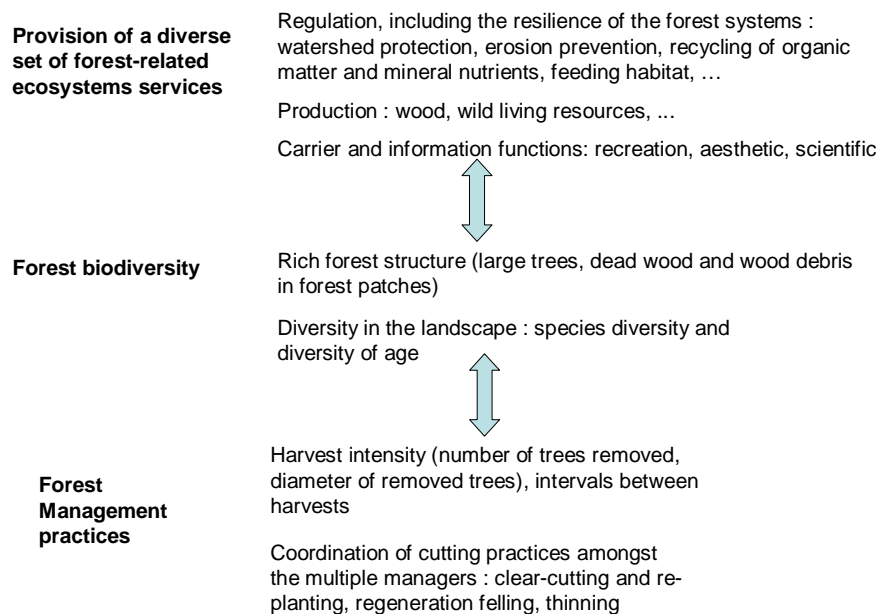 Provision of a diverse
set of forest-related
ecosystems services
Regulation, including the resilience of the forest systems :
watershed protection, erosion prevention, recycling of organic
matter and mineral nutrients, feeding habitat, …
Production : wood, wild living resources, ...
Carrier and information functions: recreation, aesthetic, scientific
Forest biodiversity
Rich forest structure (large trees, dead wood and wood debris
in forest patches)
Diversity in the landscape : species diversity and
diversity of age
Forest
Management
practices
Harvest intensity (number of trees removed,
diameter of removed trees), intervals between
harvests
Coordination of cutting practices amongst
the multiple managers : clear-cutting and re-
planting, regeneration felling, thinning